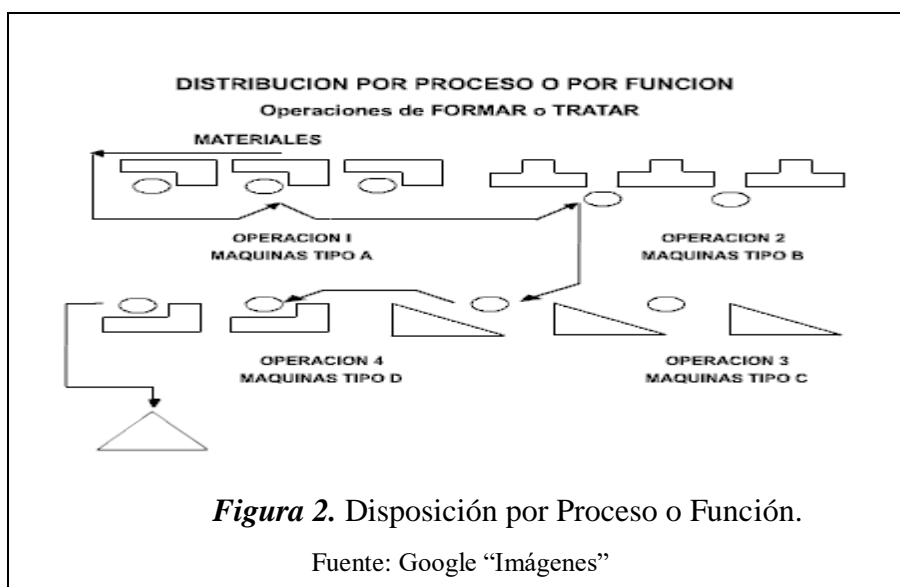 DISTRIBUCION POR PROCESO O POR FUNCION
Operaciones de FORMAR o TRATAR
MATERIALES
OPERACION I
MAQUINAS TIPO A
OPERACION 2
MAQUINAS TIPO B
OPERACION 4
MAQUINAS TIPO D
OPERACION 3
MAQUINAS TIPO C
Figura 2. Disposición por Proceso o Función.
Fuente: Google “Imágenes”